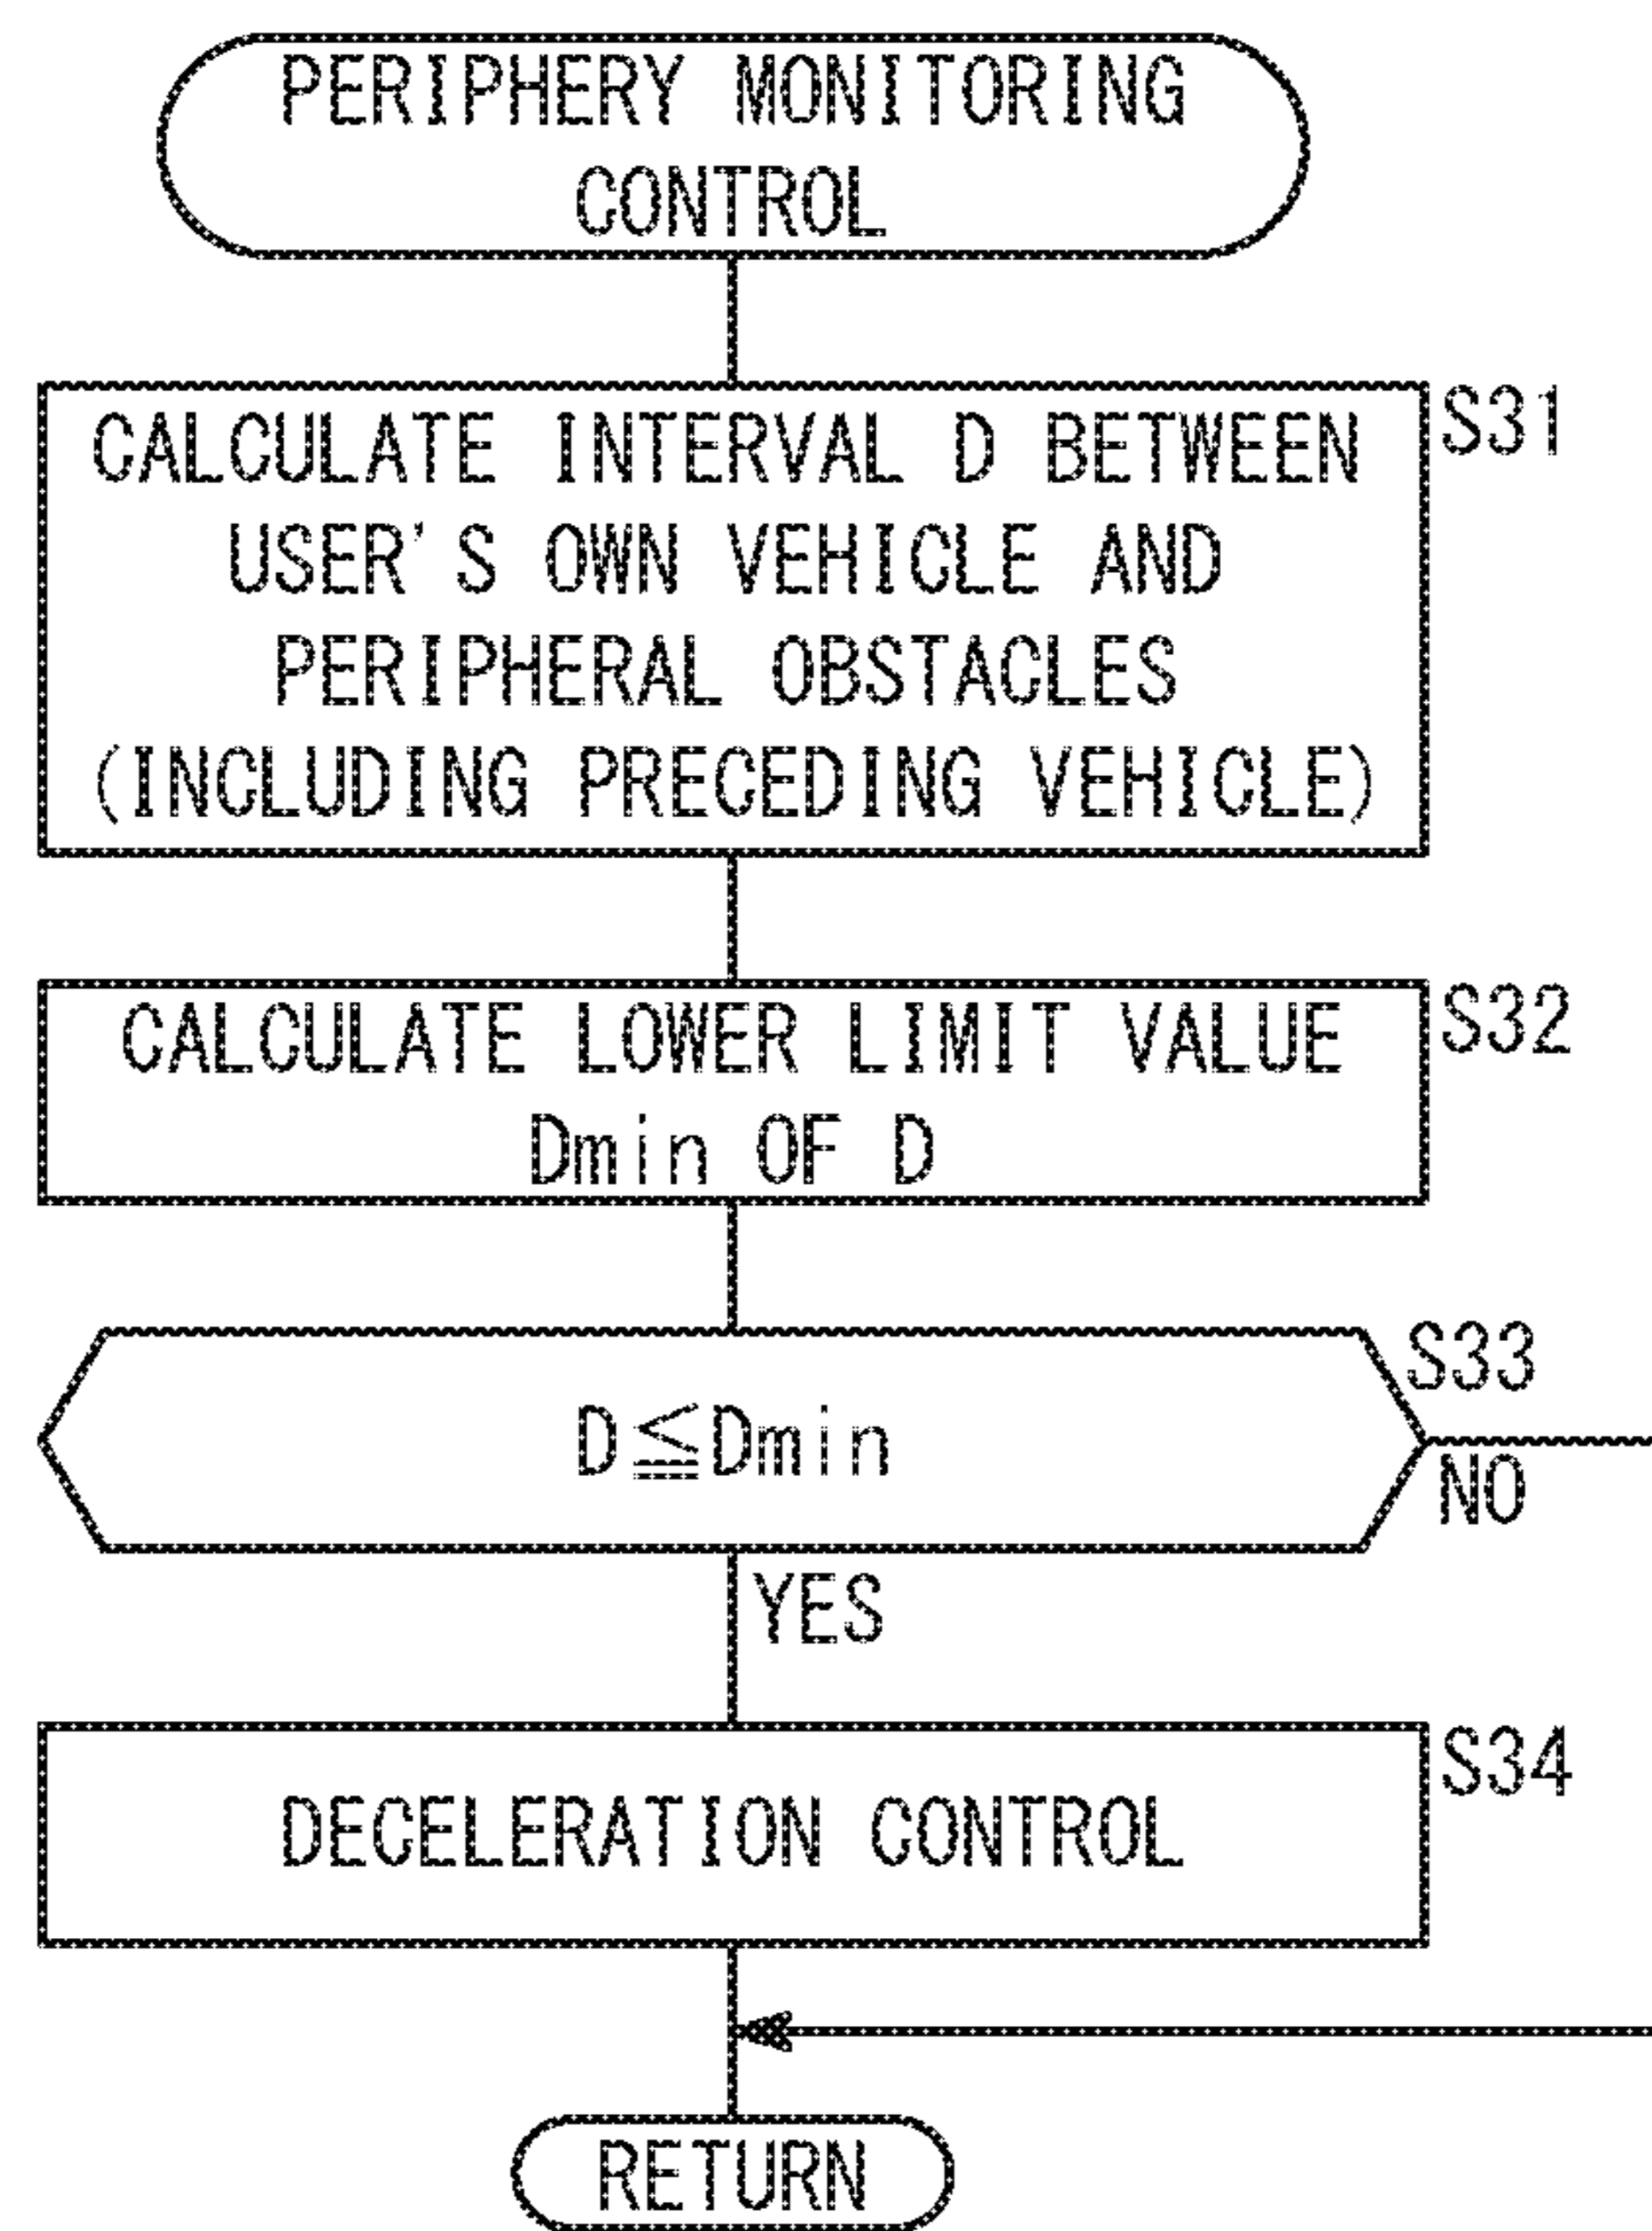 PERIPHERY MONITORING
CONTROL
CALCULATE INTERVAL D BETWEEN
USER'S OWN VEHICLE AND
PERIPHERAL OBSTACLES
(INCLUDING PRECEDING VEHICLE)
S31
CALCULATE LOWER LIMIT VALUE
Dmin OF D
S32
D≦Dmin
S33
NO
YES
DECELERATION CONTROL
S34
RETURN